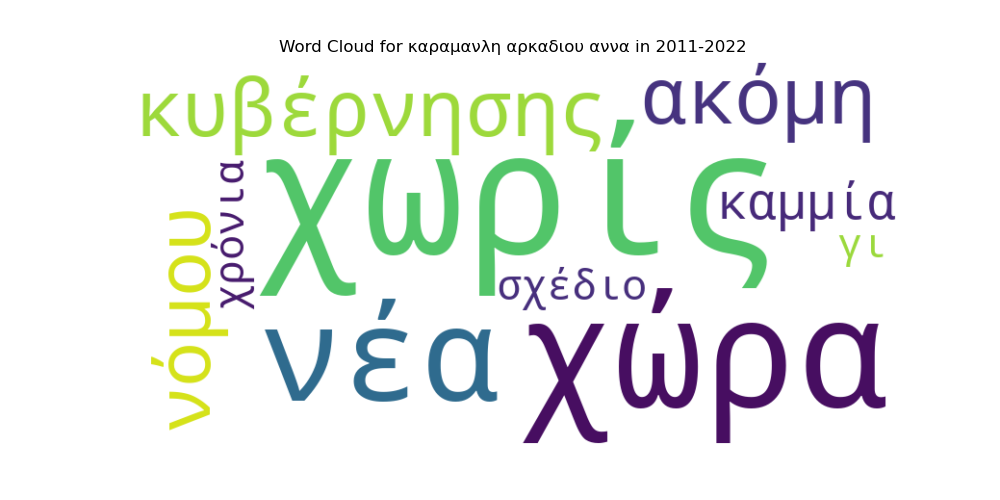 Word Cloud for καραμανλη αρκαδιου αννα in 2011-2022
κυβέρνησης
ακόμη
χωρίς
χρόνια
καμμία
νόμου
γι
σχέδιο
νέα
χώρα